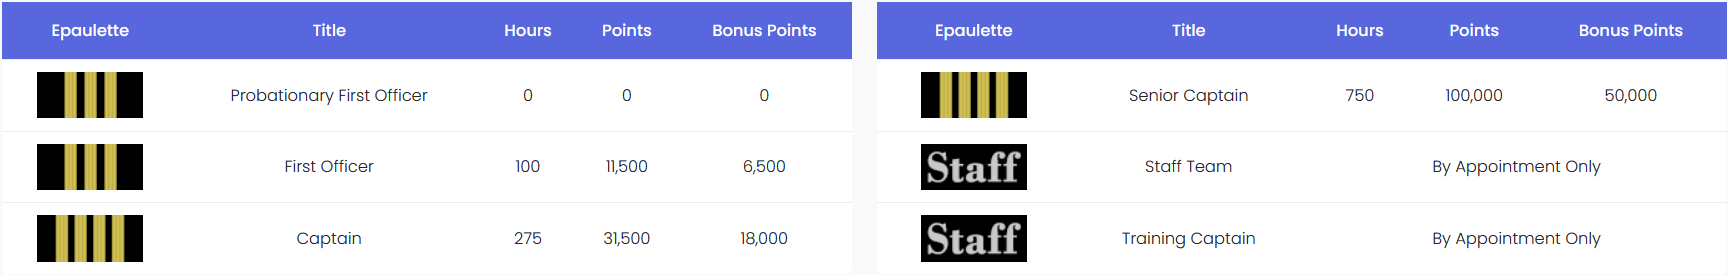 Epaulette Title Hours Points Bonus Points
Probationary First Officer 0 0 0
First Officer 100 11,500 6,500
Captain 275 31,500 18,000
Epaulette Title Hours Points Bonus Points
Senior Captain 750 100,000 50,000
Staff Staff Team By Appointment Only
Staff Training Captain By Appointment Only